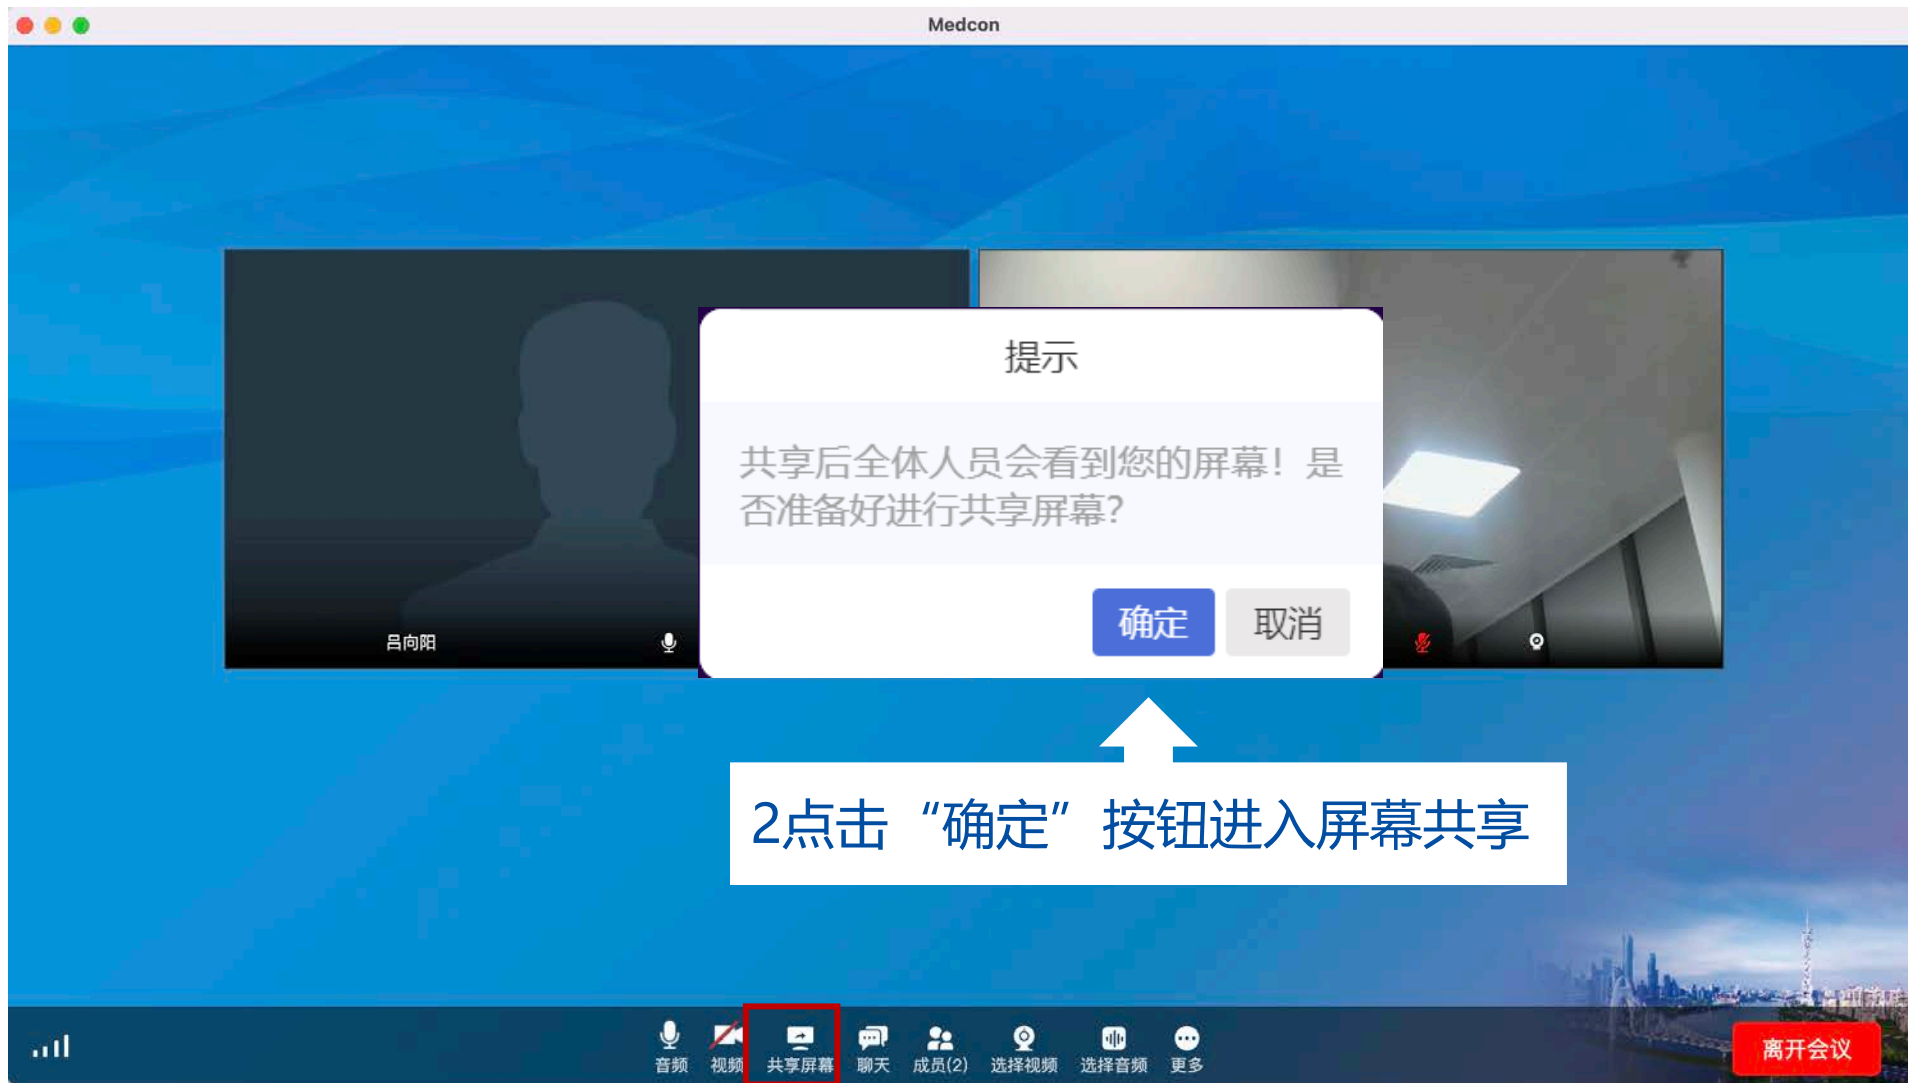 Medcon
提示
共享后全体人员会看到您的屏幕！是
否准备好进行共享屏幕？
确定
取消
吕向阳
2点击“确定”按钮进入屏幕共享
音频
视频
共享屏幕
聊天
成员(2)
选择视频
选择音频
更多
离开会议